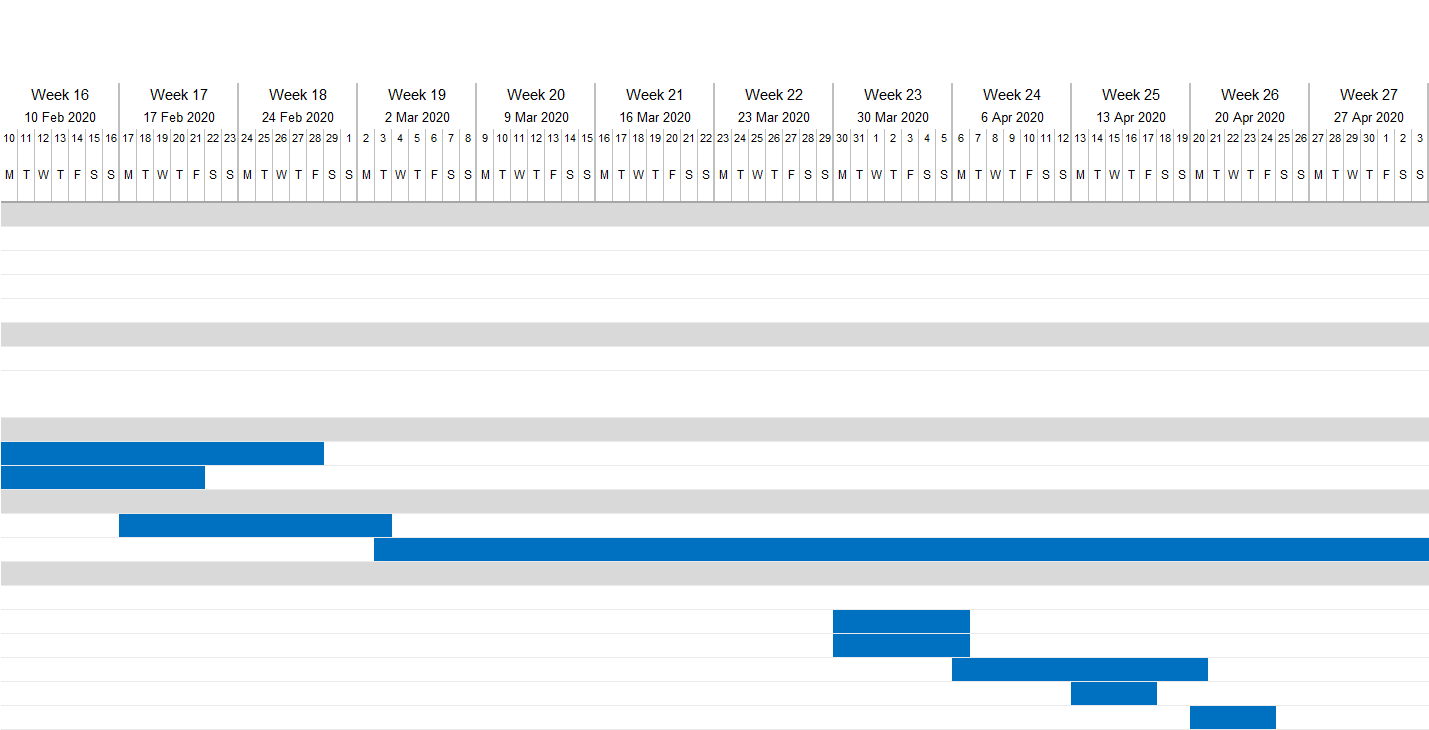 Week 16 Week 17 Week 18 Week 19 Week 20 Week 21 Week 22 Week 23 Week 24 Week 25 Week 26 Week 27
10 Feb 2020 17 Feb 2020 24 Feb 2020 2 Mar 2020 9 Mar 2020 16 Mar 2020 23 Mar 2020 30 Mar 2020 6 Apr 2020 13 Apr 2020 20 Apr 2020 27 Apr 2020
10 11 12 13 14 15 16 17 18 19 20 21 22 23 24 25 26 27 28 29 1 2 3 4 5 6 7 8 9 10 11 12 13 14 15 16 17 18 19 20 21 22 23 24 25 26 27 28 29 30 31 1 2 3 4 5 6 7 8 9 10 11 12 13 14 15 16 17 18 19 20 21 22 23 24 25 26 27 28 29 30 1 2 3
M T W T F S S M T W T F S S M T W T F S S M T W T F S S M T W T F S S M T W T F S S M T W T F S S M T W T F S S M T W T F S S M T W T F S S M T W T F S S M T W T F S S